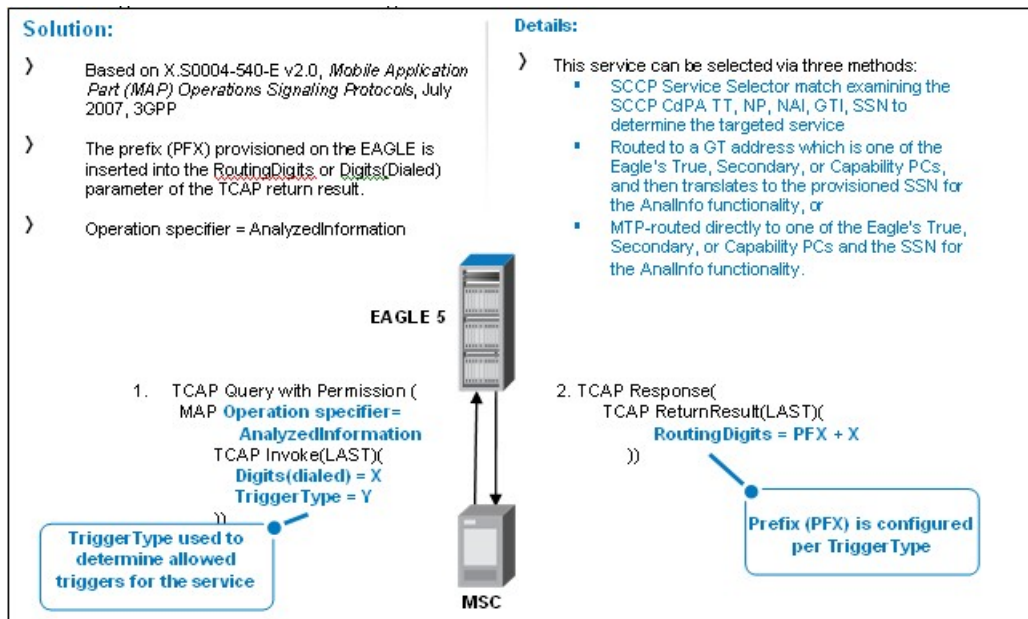 Solution:
❯ Based on X.S0004-540-E v2.0, Mobile Application
Part (MAP) Operations Signaling Protocols, July
2007, 3GPP
❯ The prefix (PFX) provisioned on the EAGLE is
inserted into the RoutingDigits or Digits(Dialed)
parameter of the TCAP return result.
❯ Operation specifier = AnalyzedInformation
Details:
❯ This service can be selected via three methods:
▪ SCCP Service Selector match examining the
SCCP CdPA TT, NP, NAI, GTI, SSN to
determine the targeted service
▪ Routed to a GT address which is one of the
Eagle's True, Secondary, or Capability PCs,
and then translates to the provisioned SSN for
the AnalInfo functionality, or
▪ MTP-routed directly to one of the Eagle's True,
Secondary, or Capability PCs and the SSN for
the AnalInfo functionality.
EAGLE 5
1. TCAP Query with Permission (
MAP Operation specifier=
AnalyzedInformation
TCAP Invoke(LAST)(
Digits(dialed) = X
TriggerType = Y
))
TriggerType used to
determine allowed
triggers for the service
2. TCAP Response(
TCAP ReturnResult(LAST)(
RoutingDigits = PFX + X
))
Prefix (PFX) is configured
per TriggerType
MSC